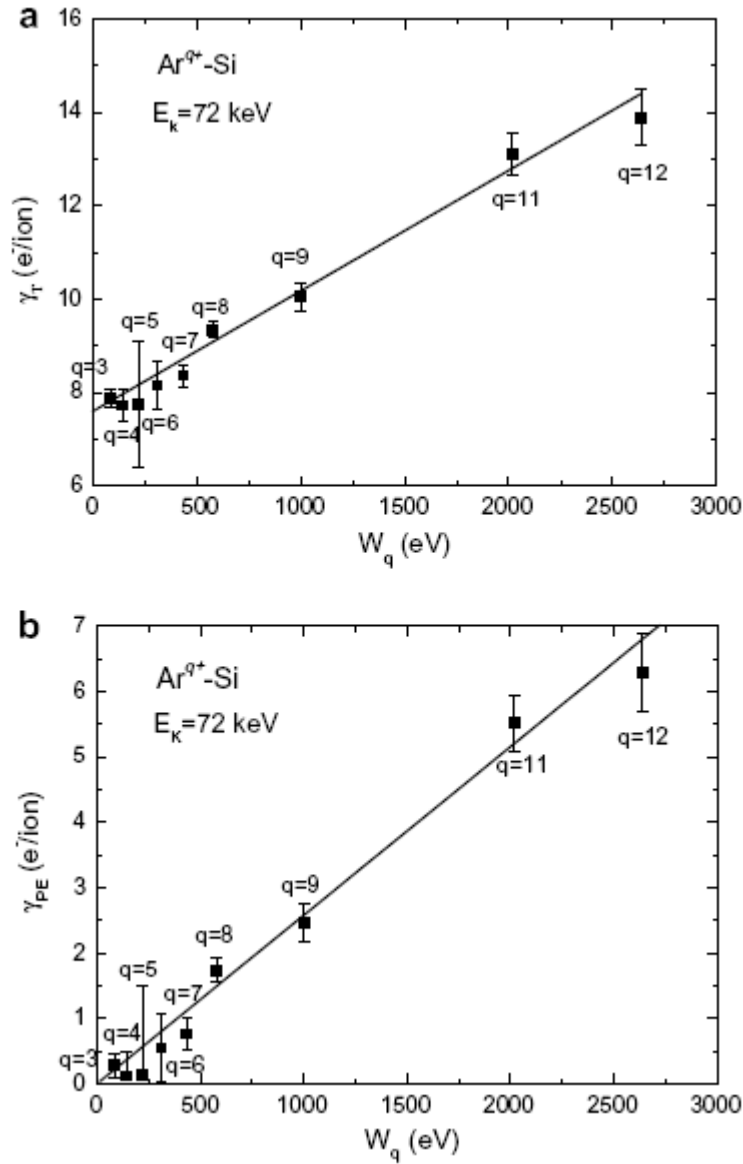 a
16
14
12
10
8
6
Ar^q+-Si
E_k=72 keV
γ_T (e⁻/ion)
q=3
q=4
q=5
q=6
q=7
q=8
q=9
q=11
q=12
0 500 1000 1500 2000 2500 3000
W_q (eV)
b
7
6
5
4
3
2
1
0
Ar^q+-Si
E_K=72 keV
γ_PE (e⁻/ion)
q=3
q=4
q=5
q=6
q=7
q=8
q=9
q=11
q=12
0 500 1000 1500 2000 2500 3000
W_q (eV)